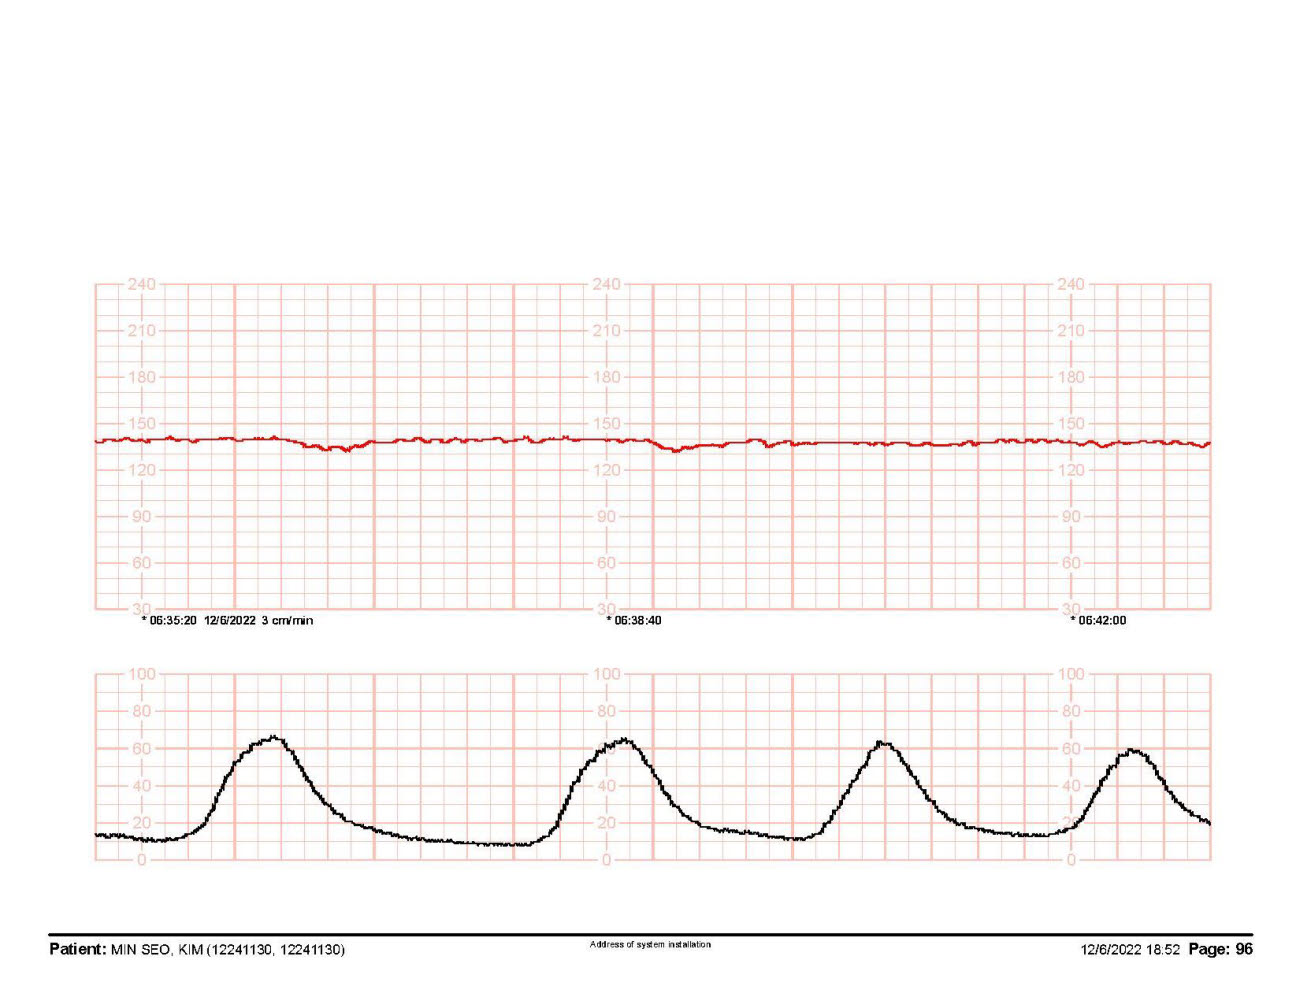 240 240 240
210 210 210
180 180 180
150 150 150
120 120 120
90 90 90
60 60 60
30 30 30
* 06:35:20 12/6/2022 3 cm/min * 06:38:40 * 06:42:00
100 100 100
80 80 80
60 60 60
40 40 40
20 20 20
0 0 0
Patient: MIN SEO, KIM (12241130, 12241130) Address of system installation 12/6/2022 18:52 Page: 96